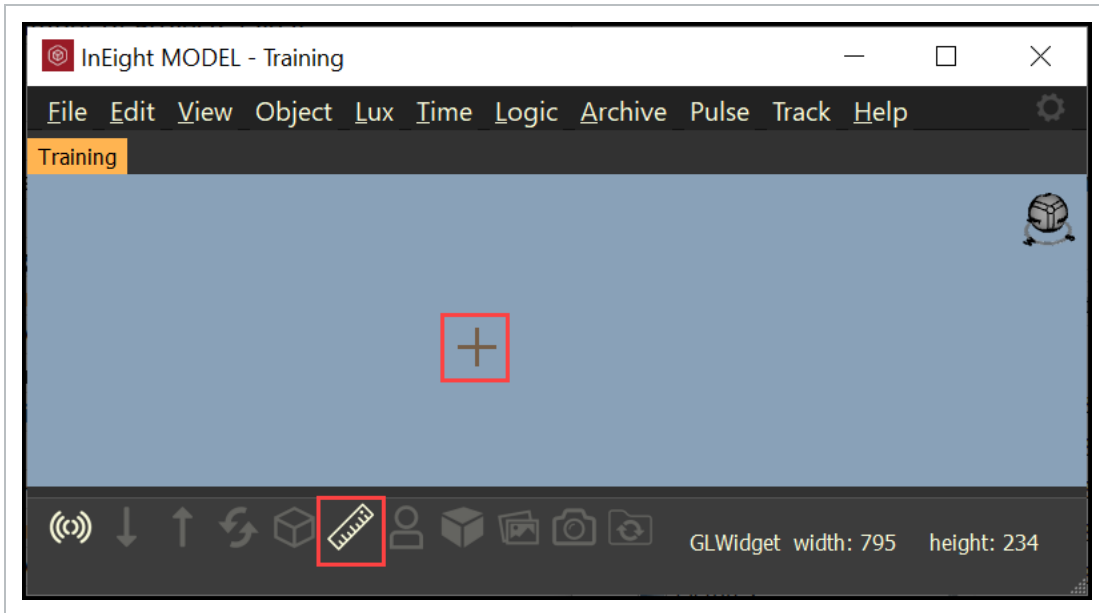 InEight MODEL - Training
File Edit View Object Lux Time Logic Archive Pulse Track Help
Training
GLWidget width: 795 height: 234